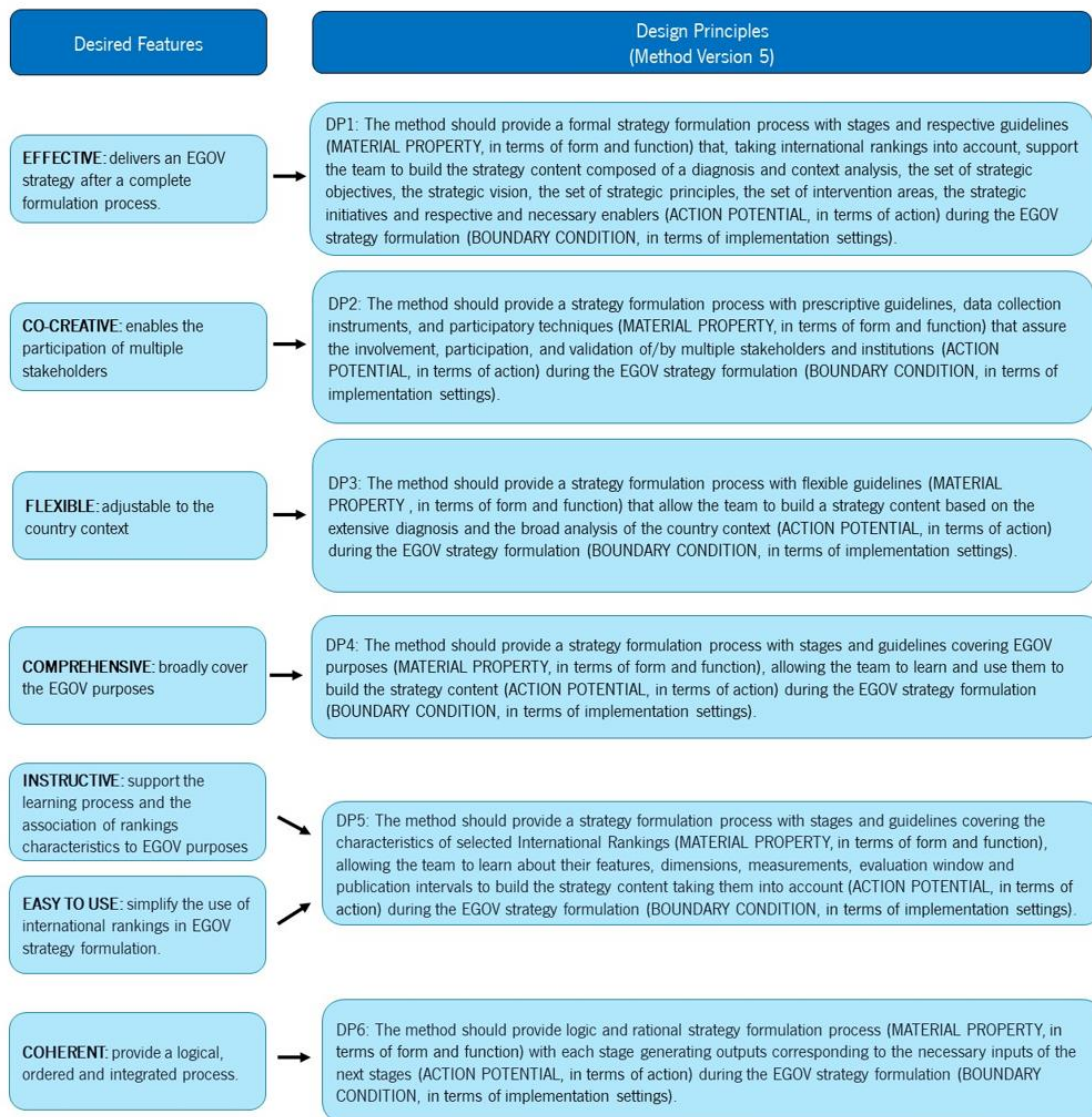 Desired Features
Design Principles
(Method Version 5)
EFFECTIVE: delivers an EGOV
strategy after a complete
formulation process.
DP1: The method should provide a formal strategy formulation process with stages and respective guidelines
(MATERIAL PROPERTY, in terms of form and function) that, taking international rankings into account, support
the team to build the strategy content composed of a diagnosis and context analysis, the set of strategic
objectives, the strategic vision, the set of strategic principles, the set of intervention areas, the strategic
initiatives and respective and necessary enablers (ACTION POTENTIAL, in terms of action) during the EGOV
strategy formulation (BOUNDARY CONDITION, in terms of implementation settings).
CO-CREATIVE: enables the
participation of multiple
stakeholders
DP2: The method should provide a strategy formulation process with prescriptive guidelines, data collection
instruments, and participatory techniques (MATERIAL PROPERTY, in terms of form and function) that assure
the involvement, participation, and validation of/by multiple stakeholders and institutions (ACTION
POTENTIAL, in terms of action) during the EGOV strategy formulation (BOUNDARY CONDITION, in terms of
implementation settings).
FLEXIBLE: adjustable to the
country context
DP3: The method should provide a strategy formulation process with flexible guidelines (MATERIAL
PROPERTY , in terms of form and function) that allow the team to build a strategy content based on the
extensive diagnosis and the broad analysis of the country context (ACTION POTENTIAL, in terms of action)
during the EGOV strategy formulation (BOUNDARY CONDITION, in terms of implementation settings).
COMPREHENSIVE: broadly cover
the EGOV purposes
DP4: The method should provide a strategy formulation process with stages and guidelines covering EGOV
purposes (MATERIAL PROPERTY, in terms of form and function), allowing the team to learn and use them to
build the strategy content (ACTION POTENTIAL, in terms of action) during the EGOV strategy formulation
(BOUNDARY CONDITION, in terms of implementation settings).
INSTRUCTIVE: support the
learning process and the
association of rankings
characteristics to EGOV purposes
EASY TO USE: simplify the use of
international rankings in EGOV
strategy formulation.
DP5: The method should provide a strategy formulation process with stages and guidelines covering the
characteristics of selected International Rankings (MATERIAL PROPERTY, in terms of form and function),
allowing the team to learn about their features, dimensions, measurements, evaluation window and
publication intervals to build the strategy content taking them into account (ACTION POTENTIAL, in terms of
action) during the EGOV strategy formulation (BOUNDARY CONDITION, in terms of implementation settings).
COHERENT: provide a logical,
ordered and integrated process.
DP6: The method should provide logic and rational strategy formulation process (MATERIAL PROPERTY, in
terms of form and function) with each stage generating outputs corresponding to the necessary inputs of the
next stages (ACTION POTENTIAL, in terms of action) during the EGOV strategy formulation (BOUNDARY
CONDITION, in terms of implementation settings).